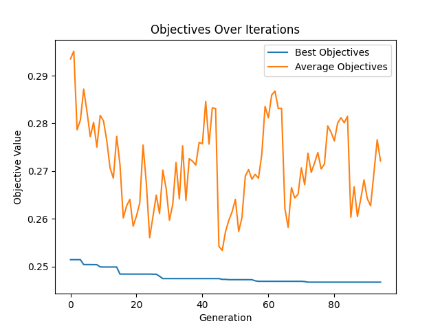 Objectives Over Iterations
Best Objectives
Average Objectives
Objective Value
0.29
0.28
0.27
0.26
0.25
0 20 40 60 80
Generation